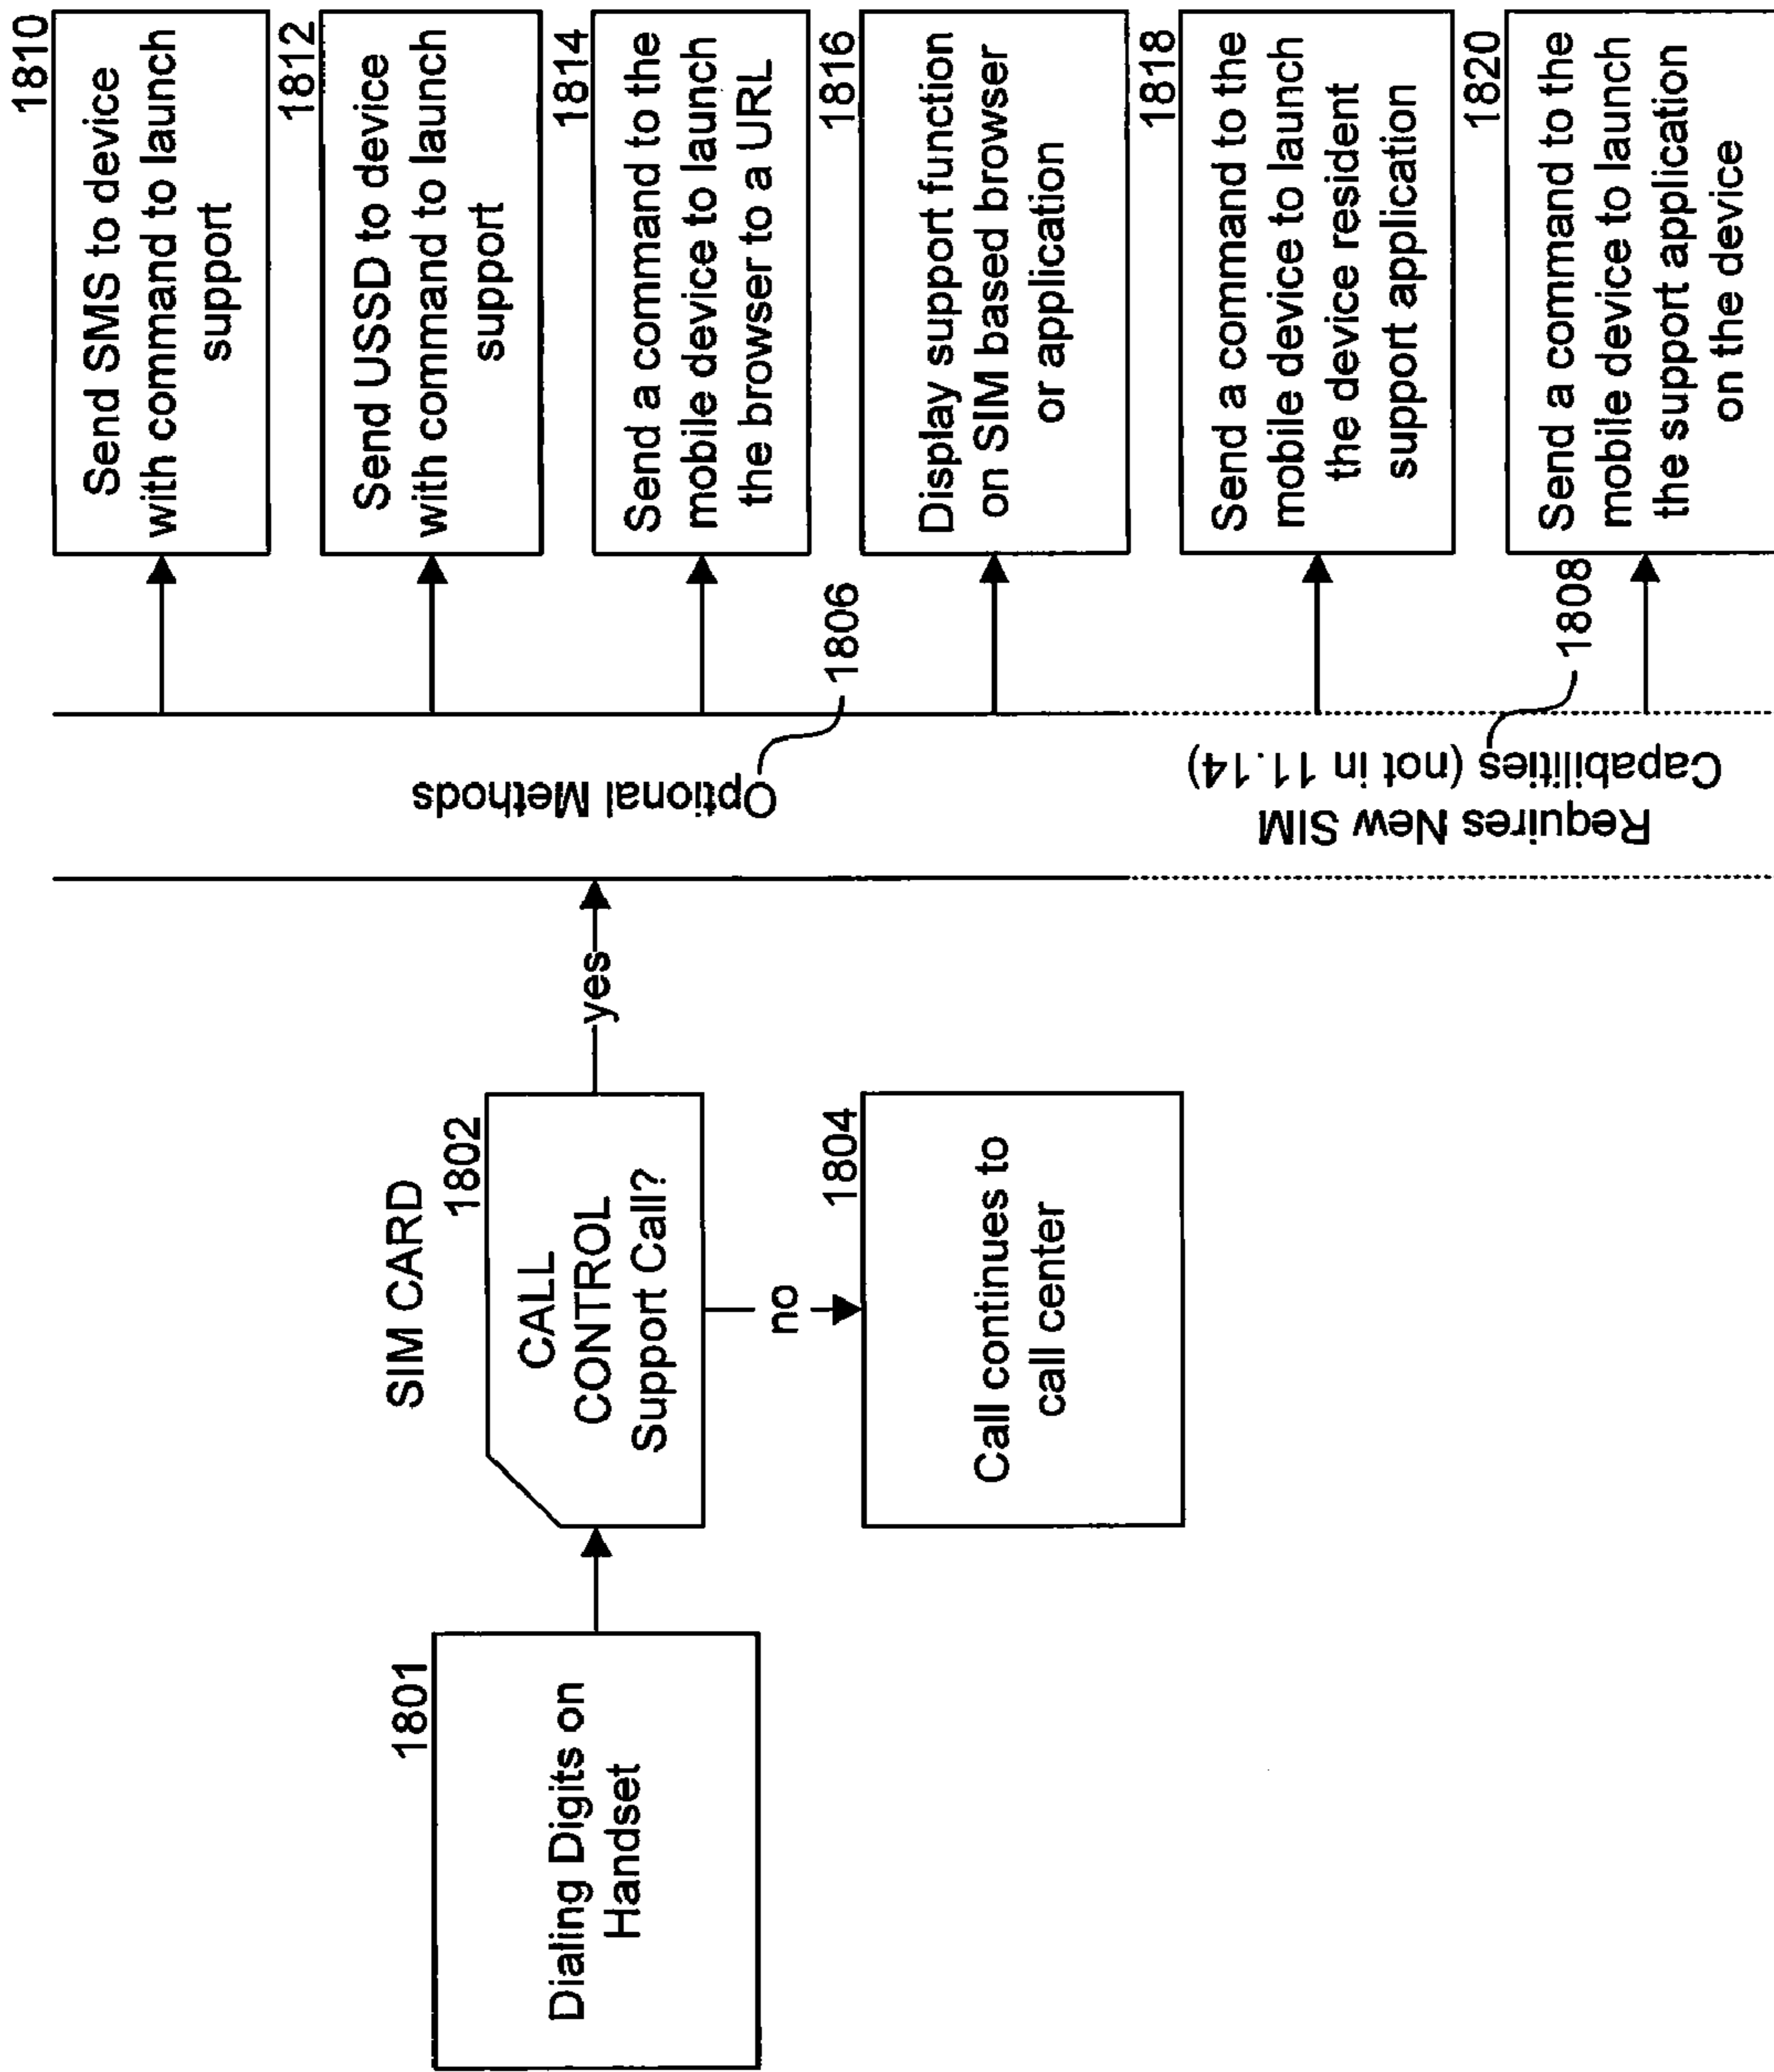 1801
Dialing Digits on
Handset
SIM CARD
1802
CALL
CONTROL
Support Call?
yes
no
1804
Call continues to
call center
Optional Methods
1806
Requires New SIM
Capabilities (not in 11.14)
1808
1810
Send SMS to device
with command to launch
support
1812
Send USSD to device
with command to launch
support
1814
Send a command to the
mobile device to launch
the browser to a URL
1816
Display support function
on SIM based browser
or application
1818
Send a command to the
mobile device to launch
the device resident
support application
1820
Send a command to the
mobile device to launch
the support application
on the device